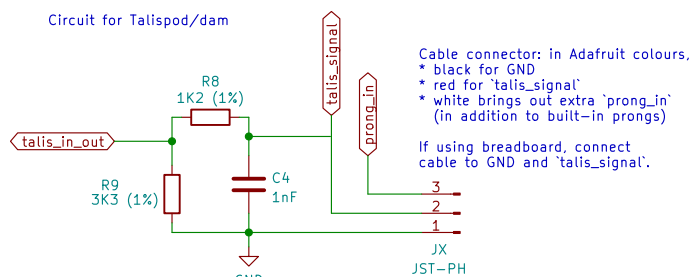 Circuit for Talispod/dam
talis_signal
Cable connector: in Adafruit colours,
* black for GND
* red for `talis_signal`
* white brings out extra `prong_in`
(in addition to built-in prongs)
If using breadboard, connect
cable to GND and `talis_signal`.
prong_in
R8
1K2 (1%)
talis_in_out
R9
3K3 (1%)
C4
1nF
3
2
1
JX
JST-PH